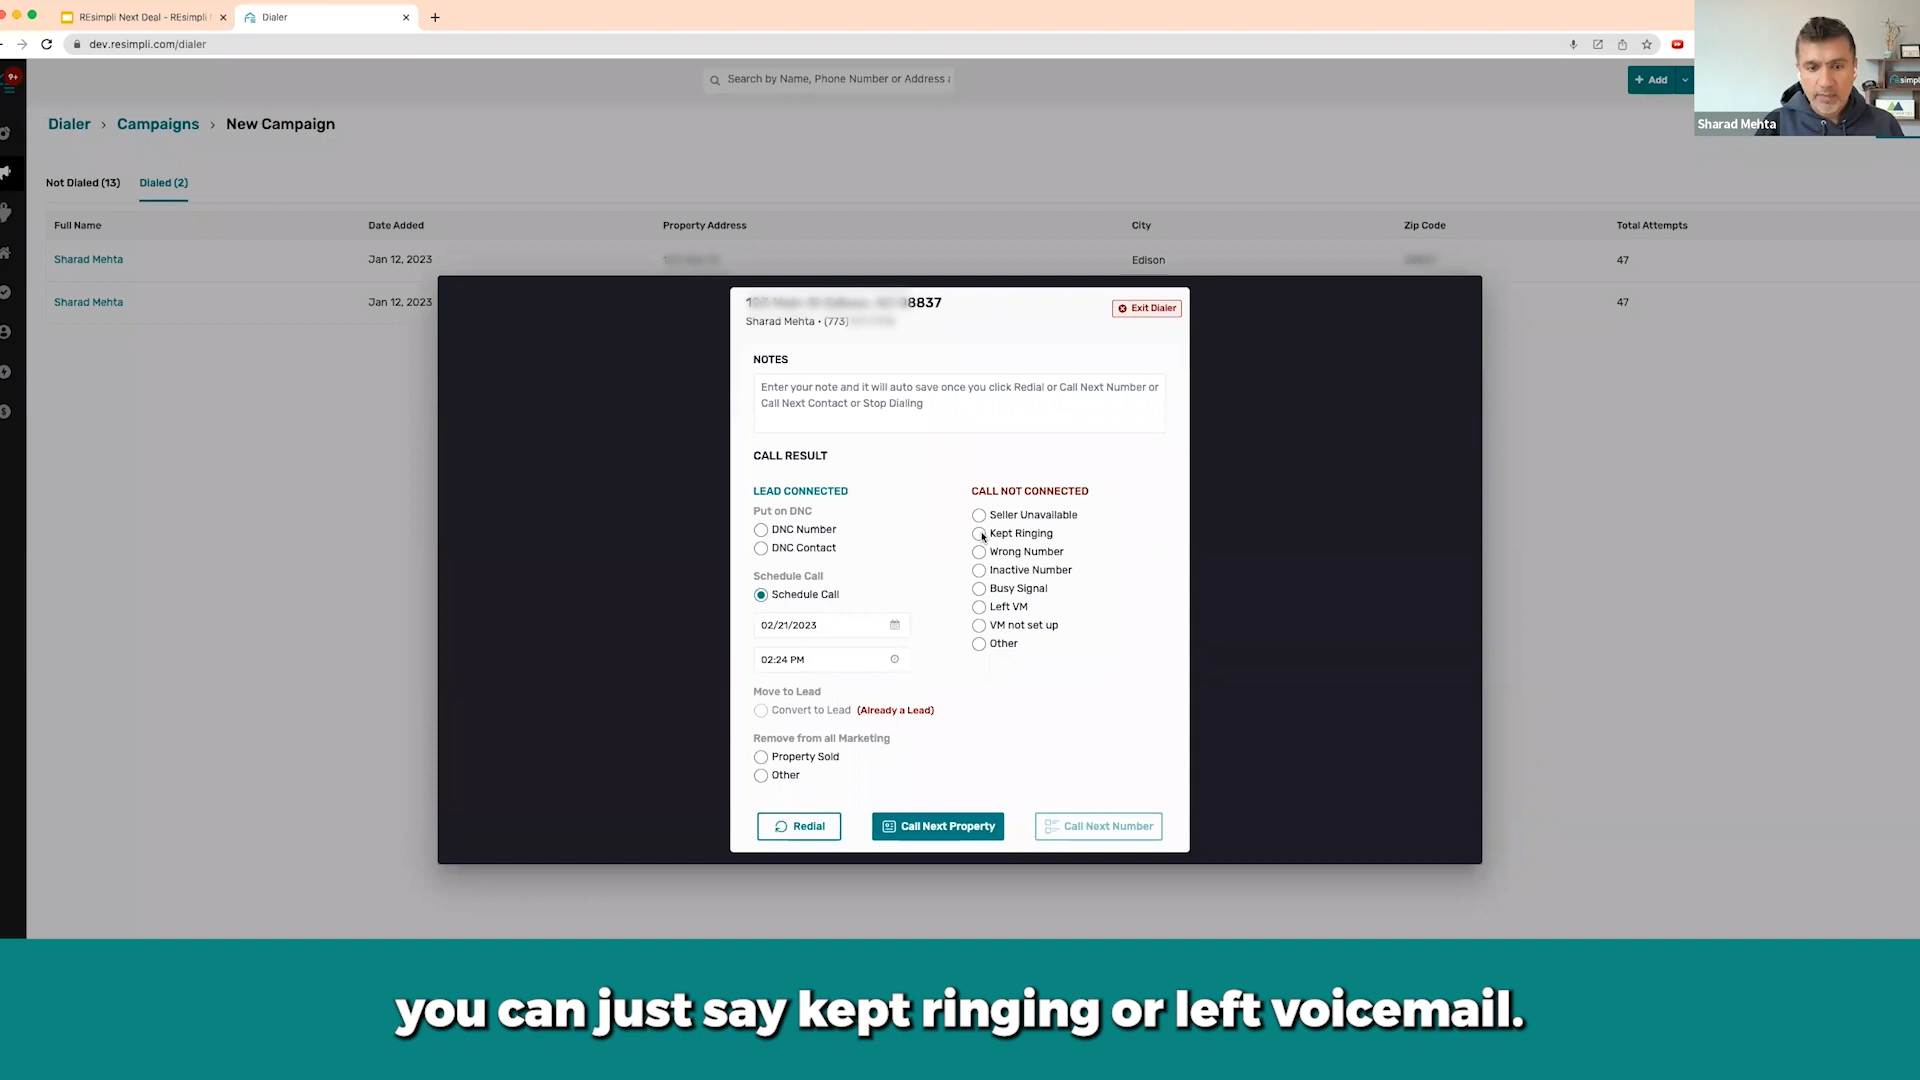 REsimpli Next Deal - REsimpli
Dialer
dev.resimpli.com/dialer
9+
Search by Name, Phone Number or Address
+ Add
Sharad Mehta
Dialer > Campaigns > New Campaign
Not Dialed (13)
Dialed (2)
Full Name
Date Added
Property Address
City
Zip Code
Total Attempts
Sharad Mehta
Jan 12, 2023
Edison
47
Sharad Mehta
Jan 12, 2023
47
8837
Sharad Mehta • (773)
Exit Dialer
NOTES
Enter your note and it will auto save once you click Redial or Call Next Number or
Call Next Contact or Stop Dialing
CALL RESULT
LEAD CONNECTED
Put on DNC
DNC Number
DNC Contact
Schedule Call
Schedule Call
02/21/2023
02:24 PM
Move to Lead
Convert to Lead (Already a Lead)
Remove from all Marketing
Property Sold
Other
CALL NOT CONNECTED
Seller Unavailable
Kept Ringing
Wrong Number
Inactive Number
Busy Signal
Left VM
VM not set up
Other
Redial
Call Next Property
Call Next Number
you can just say kept ringing or left voicemail.